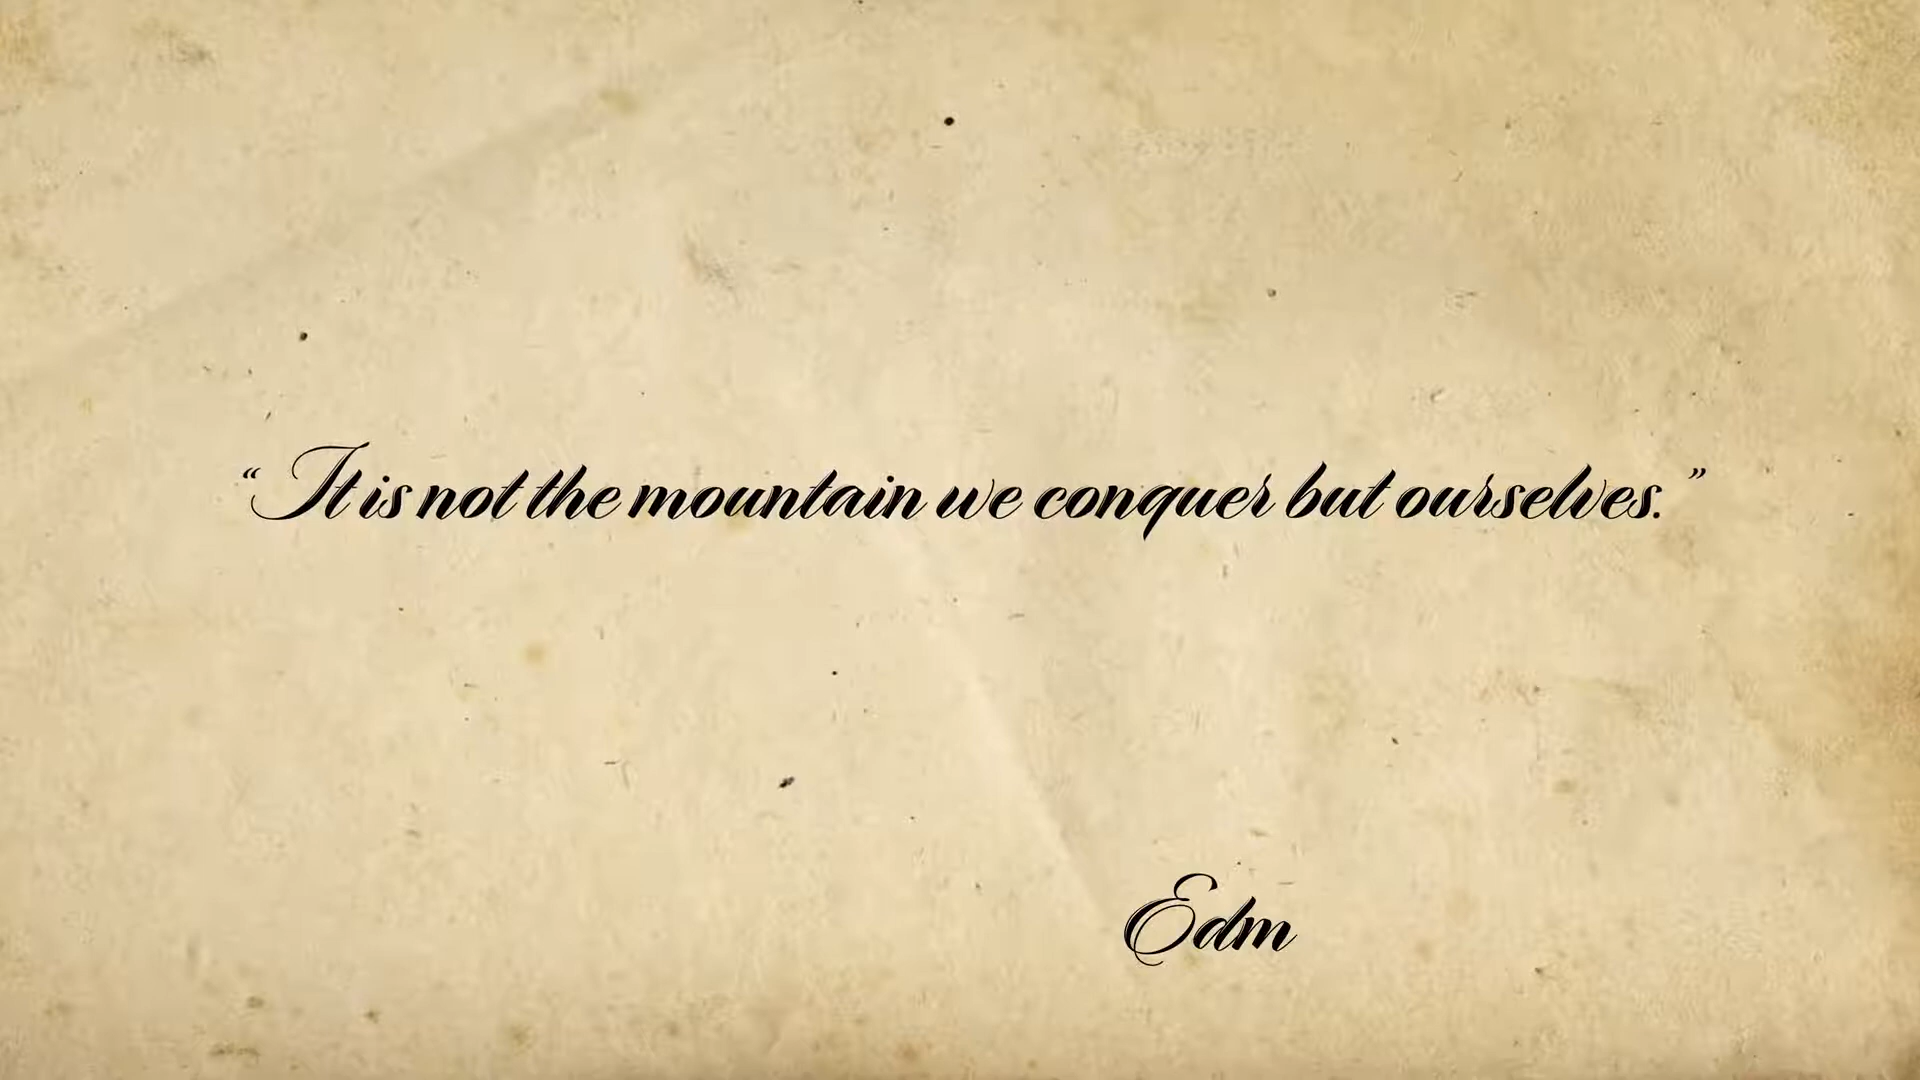 “It is not the mountain we conquer but ourselves.”
Edm